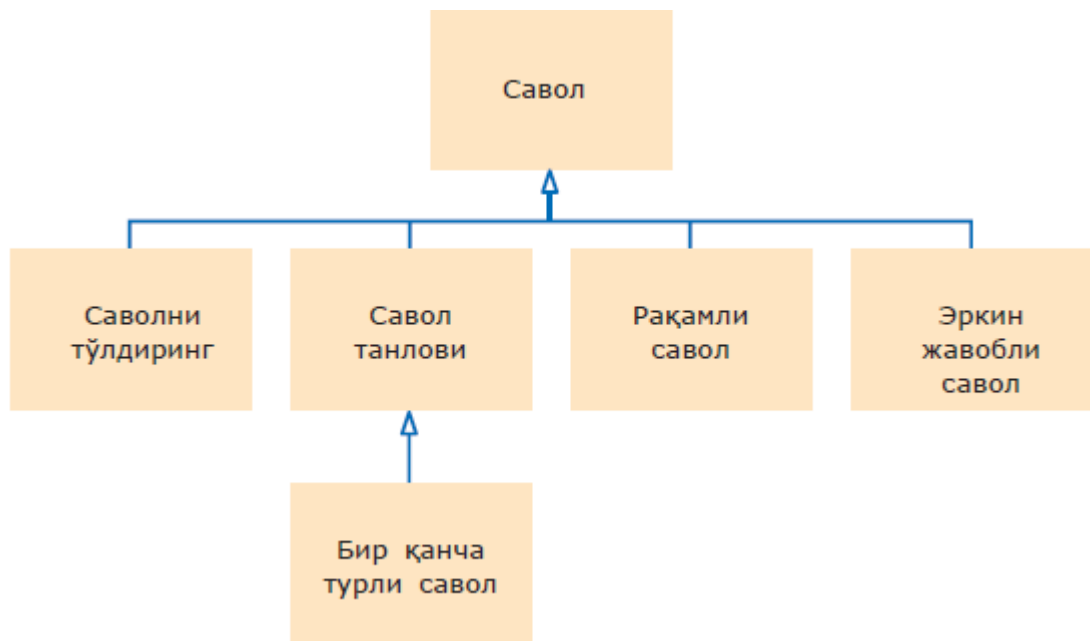 Савол
Саволни
тўлдиринг
Савол
танлови
Рақамли
савол
Эркин
жавобли
савол
Бир қанча
турли савол